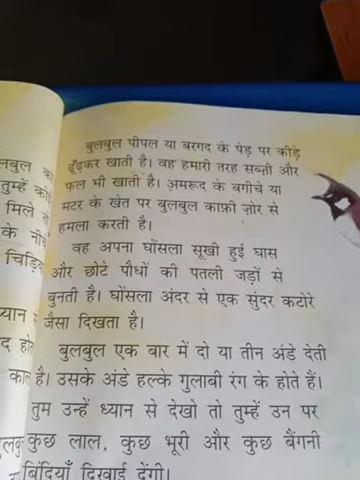 बुलबुल पीपल या बरगद के पेड़ पर कीड़े
ढूँढ़कर खाती है। वह हमारी तरह सब्ज़ी और
फल भी खाती है। अमरूद के बगीचे या
मटर के खेत पर बुलबुल काफ़ी ज़ोर से
हमला करती है।
वह अपना घोंसला सूखी हुई घास
और छोटे पौधों की पतली जड़ों से
बुनती है। घोंसला अंदर से एक सुंदर कटोरे
जैसा दिखता है।
बुलबुल एक बार में दो या तीन अंडे देती
है। उसके अंडे हल्के गुलाबी रंग के होते हैं।
तुम उन्हें ध्यान से देखो तो तुम्हें उन पर
कुछ लाल, कुछ भूरी और कुछ बैंगनी
बिंदियाँ दिखाई देंगी।
तुम्हें
मिले
के नीचे